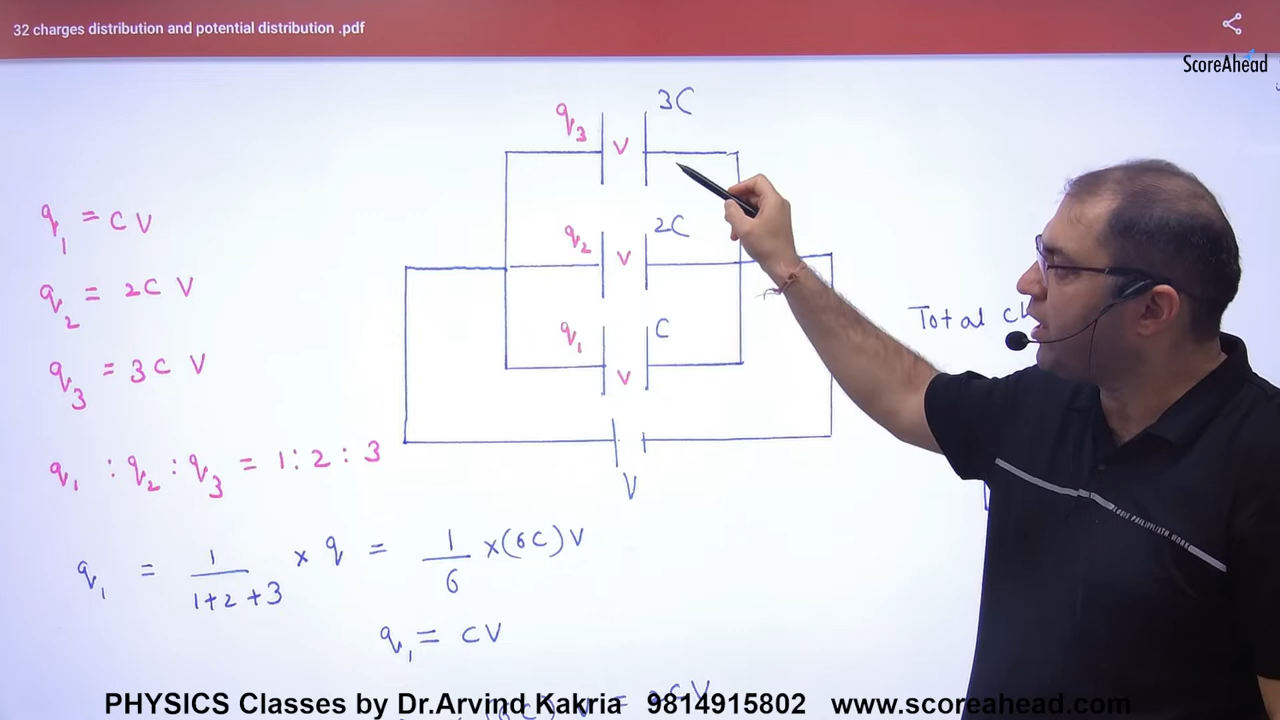 32 charges distribution and potential distribution .pdf
ScoreAhead
3C
q3 V
2C
q2 V
C
q1 V
V
q1 = CV
q2 = 2C V
q3 = 3C V
q1 : q2 : q3 = 1 : 2 : 3
q1 = 1/(1+2+3) × q = 1/6 × (6C) V
q1 = CV
Total
PHYSICS Classes by Dr.Arvind Kakria 9814915802 www.scoreahead.com